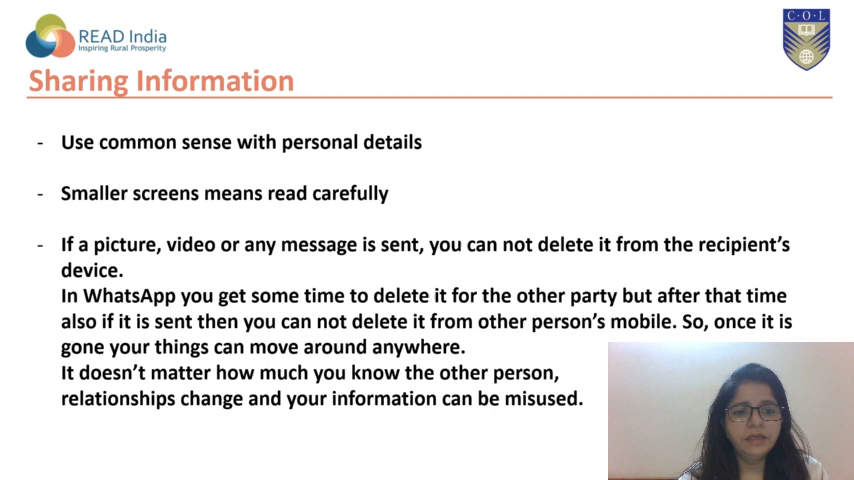 READ India
Inspiring Rural Prosperity
C·O·L
Sharing Information
- Use common sense with personal details
- Smaller screens means read carefully
- If a picture, video or any message is sent, you can not delete it from the recipient's
device.
In WhatsApp you get some time to delete it for the other party but after that time
also if it is sent then you can not delete it from other person's mobile. So, once it is
gone your things can move around anywhere.
It doesn't matter how much you know the other person,
relationships change and your information can be misused.